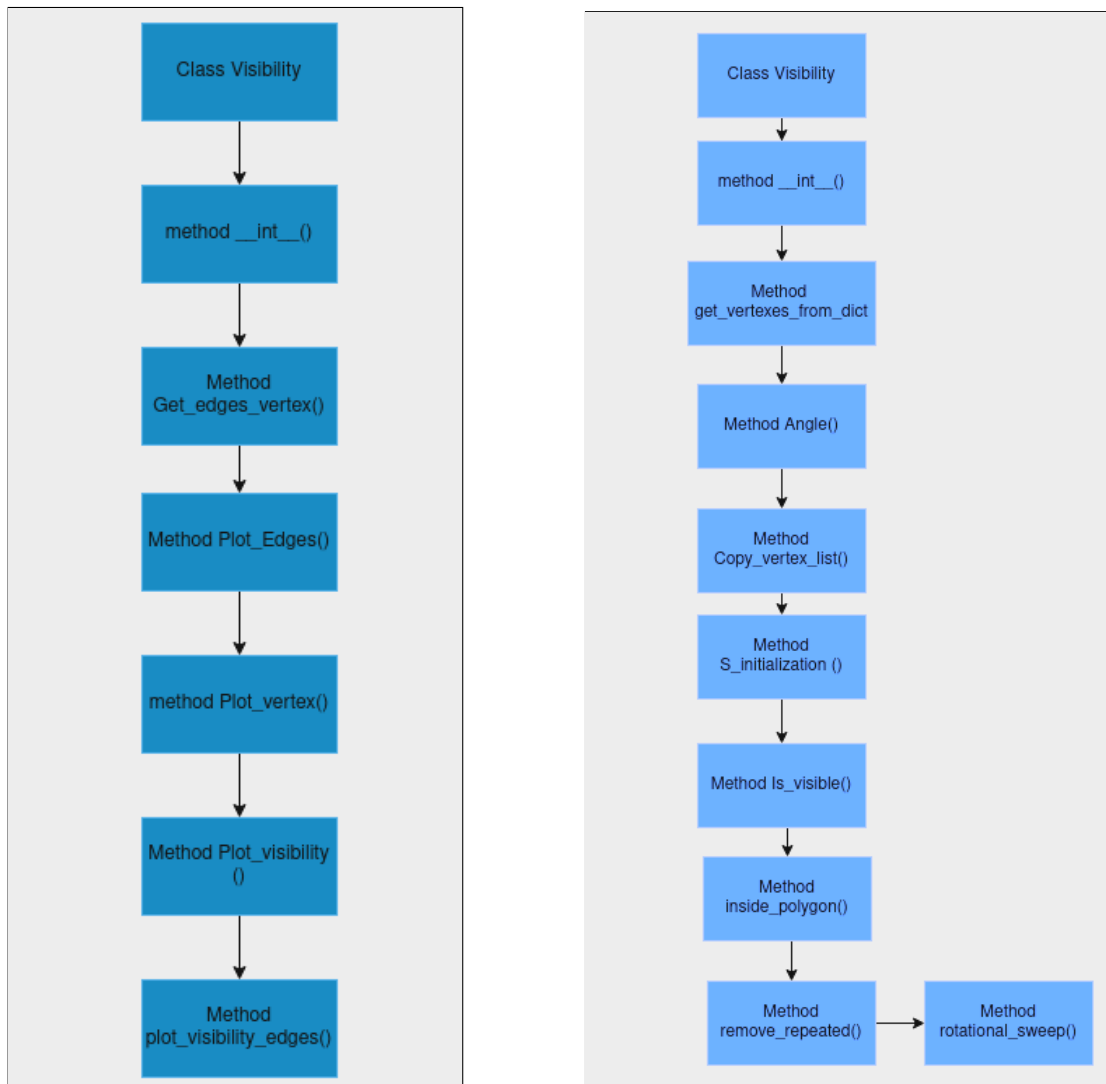 Class Visibility
method __int__()
Method
Get_edges_vertex()
Method Plot_Edges()
method Plot_vertex()
Method Plot_visibility
()
Method
plot_visibility_edges()
Class Visibility
method __int__()
Method
get_vertexes_from_dict
Method Angle()
Method
Copy_vertex_list()
Method
S_initialization ()
Method Is_visible()
Method
inside_polygon()
Method
remove_repeated()
Method
rotational_sweep()